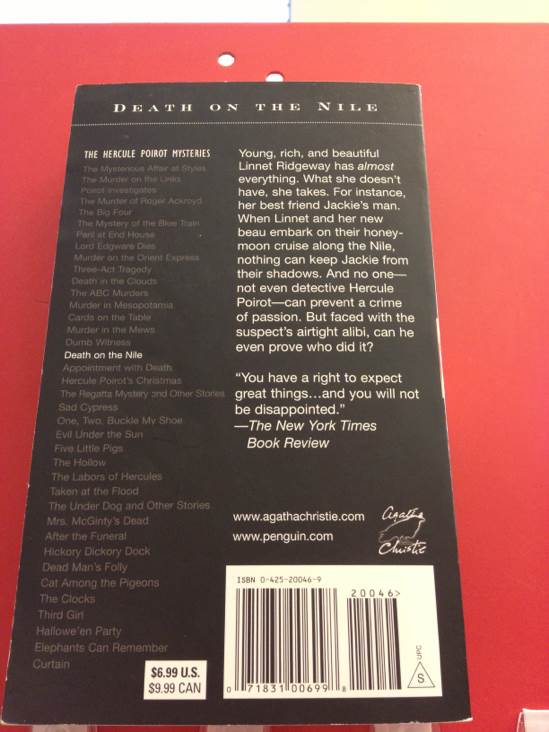 DEATH ON THE NILE
THE HERCULE POIROT MYSTERIES
The Mysterious Affair at Styles
The Murder on the Links
Poirot Investigates
The Murder of Roger Ackroyd
The Big Four
The Mystery of the Blue Train
Peril at End House
Lord Edgware Dies
Murder on the Orient Express
Three-Act Tragedy
Death in the Clouds
The ABC Murders
Murder in Mesopotamia
Cards on the Table
Murder in the Mews
Dumb Witness
Death on the Nile
Appointment with Death
Hercule Poirot's Christmas
The Regatta Mystery and Other Stories
Sad Cypress
One, Two, Buckle My Shoe
Evil Under the Sun
Five Little Pigs
The Hollow
The Labors of Hercules
Taken at the Flood
The Under Dog and Other Stories
Mrs. McGinty's Dead
After the Funeral
Hickory Dickory Dock
Dead Man's Folly
Cat Among the Pigeons
The Clocks
Third Girl
Hallowe'en Party
Elephants Can Remember
Curtain
Young, rich, and beautiful
Linnet Ridgeway has almost
everything. What she doesn't
have, she takes. For instance,
her best friend Jackie's man.
When Linnet and her new
beau embark on their honey-
moon cruise along the Nile,
nothing can keep Jackie from
their shadows. And no one—
not even detective Hercule
Poirot—can prevent a crime
of passion. But faced with the
suspect's airtight alibi, can he
even prove who did it?
"You have a right to expect
great things...and you will not
be disappointed."
—The New York Times
Book Review
www.agathachristie.com
www.penguin.com
Agatha
Christie
$6.99 U.S.
$9.99 CAN
ISBN 0-425-20046-9
20046>
0 71831 00699 8
UPC
S